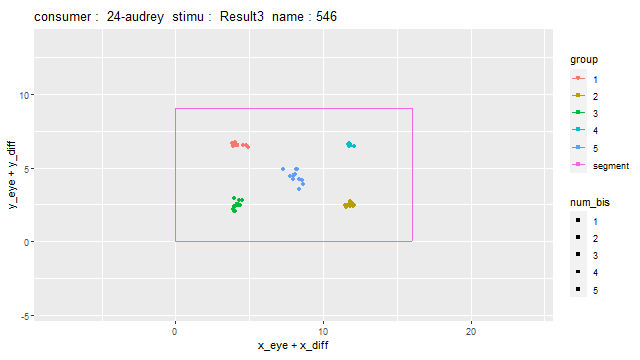 consumer :  24-audrey  stimu :  Result3  name : 546
y_eye + y_diff
10
5
0
-5
0
10
20
x_eye + x_diff
group
1
2
3
4
5
segment
num_bis
1
2
3
4
5